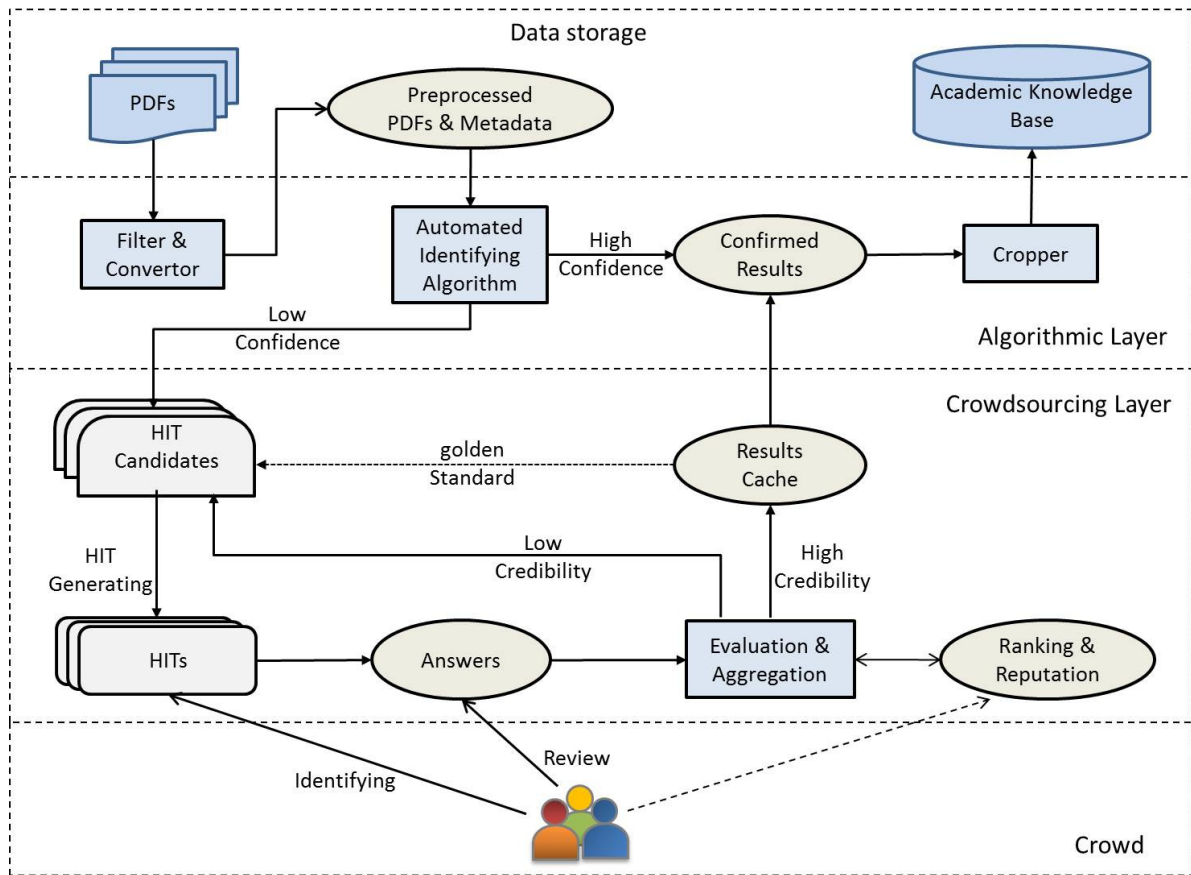 Data storage
PDFs
Preprocessed
PDFs & Metadata
Academic Knowledge
Base
Filter &
Convertor
Automated
Identifying
Algorithm
High
Confidence
Confirmed
Results
Cropper
Low
Confidence
Algorithmic Layer
Crowdsourcing Layer
HIT
Candidates
golden
Standard
Results
Cache
HIT
Generating
Low
Credibility
High
Credibility
HITs
Answers
Evaluation &
Aggregation
Ranking &
Reputation
Identifying
Review
Crowd